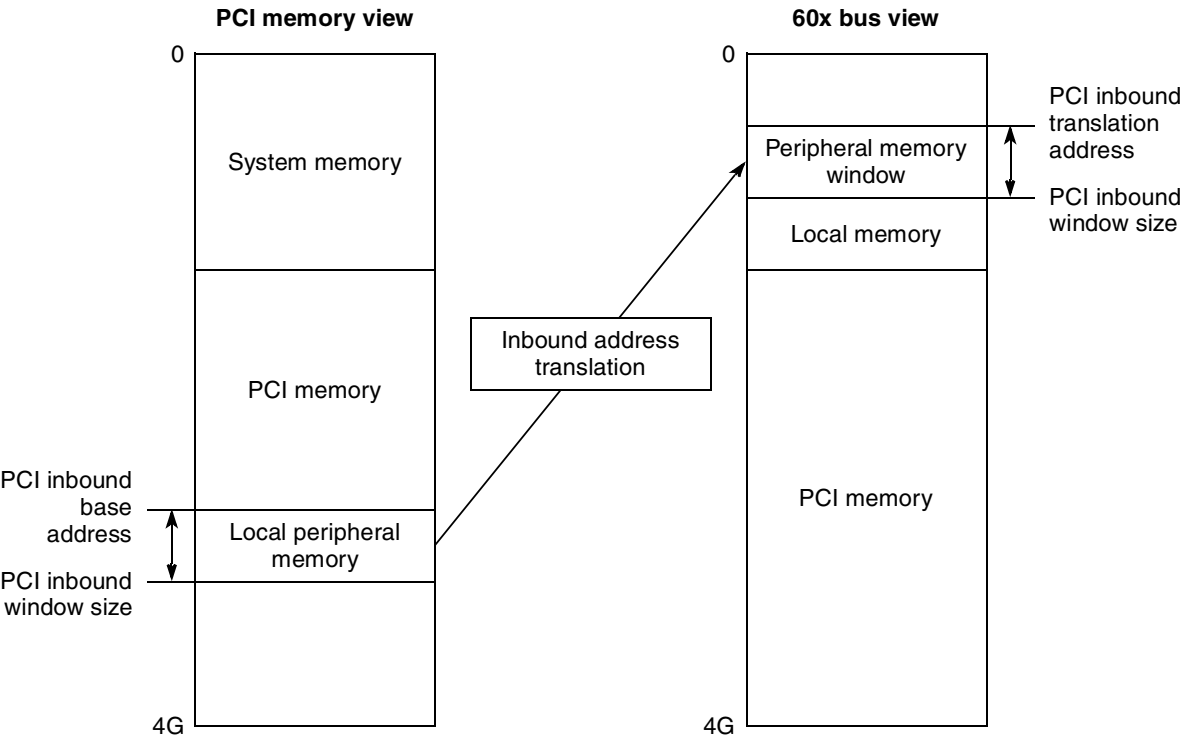 PCI memory view
0
System memory
PCI memory
PCI inbound
base
address
Local peripheral
memory
PCI inbound
window size
4G
Inbound address
translation
60x bus view
0
PCI inbound
translation
address
Peripheral memory
window
PCI inbound
window size
Local memory
PCI memory
4G